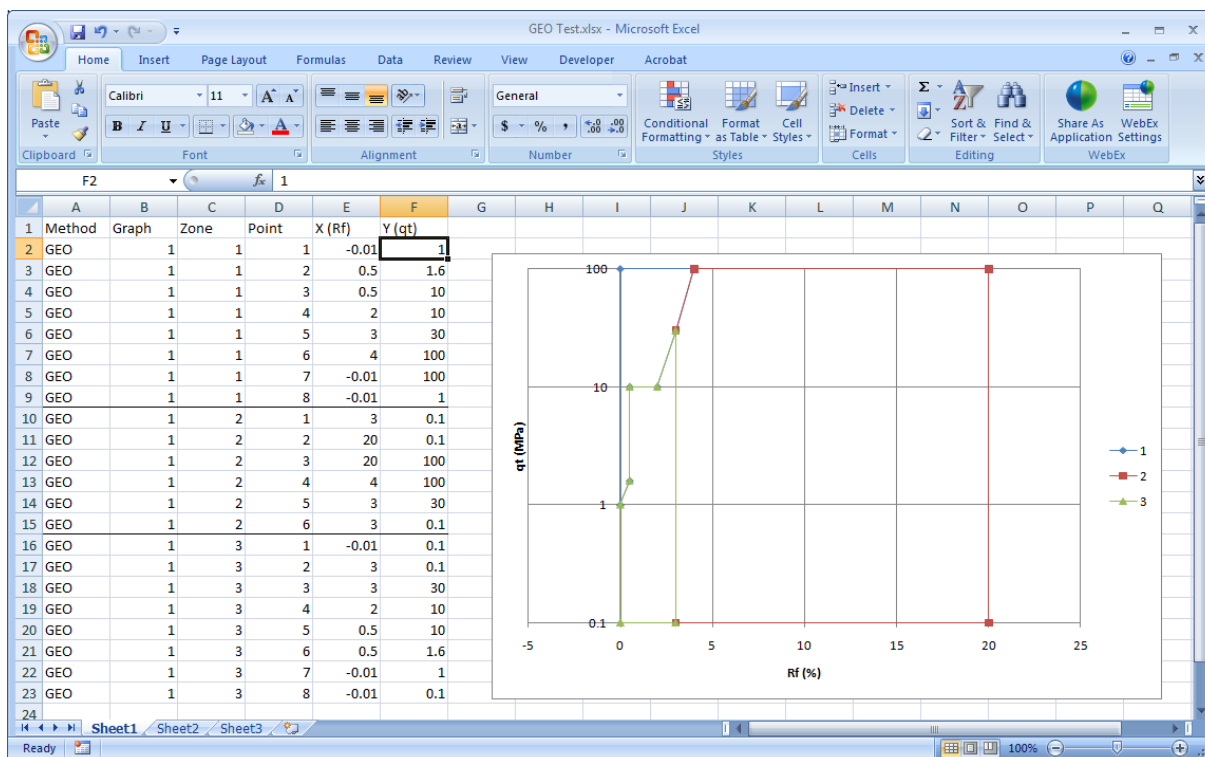 GEO Test.xlsx - Microsoft Excel
Home Insert Page Layout Formulas Data Review View Developer Acrobat
Paste
Calibri 11 A A
B I U A
General
$ % , .0 .00 .00 .0
Conditional Formatting
Format as Table
Cell Styles
Insert
Delete
Format
Σ
Sort & Filter
Find & Select
Share As Application
WebEx Settings
Clipboard Font Alignment Number Styles Cells Editing WebEx
F2 fx 1
A B C D E F G H I J K L M N O P Q
1 Method Graph Zone Point X (Rf) Y (qt)
2 GEO 1 1 1 -0.01 1
3 GEO 1 1 2 0.5 1.6
4 GEO 1 1 3 0.5 10
5 GEO 1 1 4 2 10
6 GEO 1 1 5 3 30
7 GEO 1 1 6 4 100
8 GEO 1 1 7 -0.01 100
9 GEO 1 1 8 -0.01 1
10 GEO 1 2 1 3 0.1
11 GEO 1 2 2 20 0.1
12 GEO 1 2 3 20 100
13 GEO 1 2 4 4 100
14 GEO 1 2 5 3 30
15 GEO 1 2 6 3 0.1
16 GEO 1 3 1 -0.01 0.1
17 GEO 1 3 2 3 0.1
18 GEO 1 3 3 3 30
19 GEO 1 3 4 2 10
20 GEO 1 3 5 0.5 10
21 GEO 1 3 6 0.5 1.6
22 GEO 1 3 7 -0.01 1
23 GEO 1 3 8 -0.01 0.1
24
100
10
1
0.1
qt (MPa)
-5 0 5 10 15 20 25
Rf (%)
1
2
3
Sheet1 Sheet2 Sheet3
Ready 100%